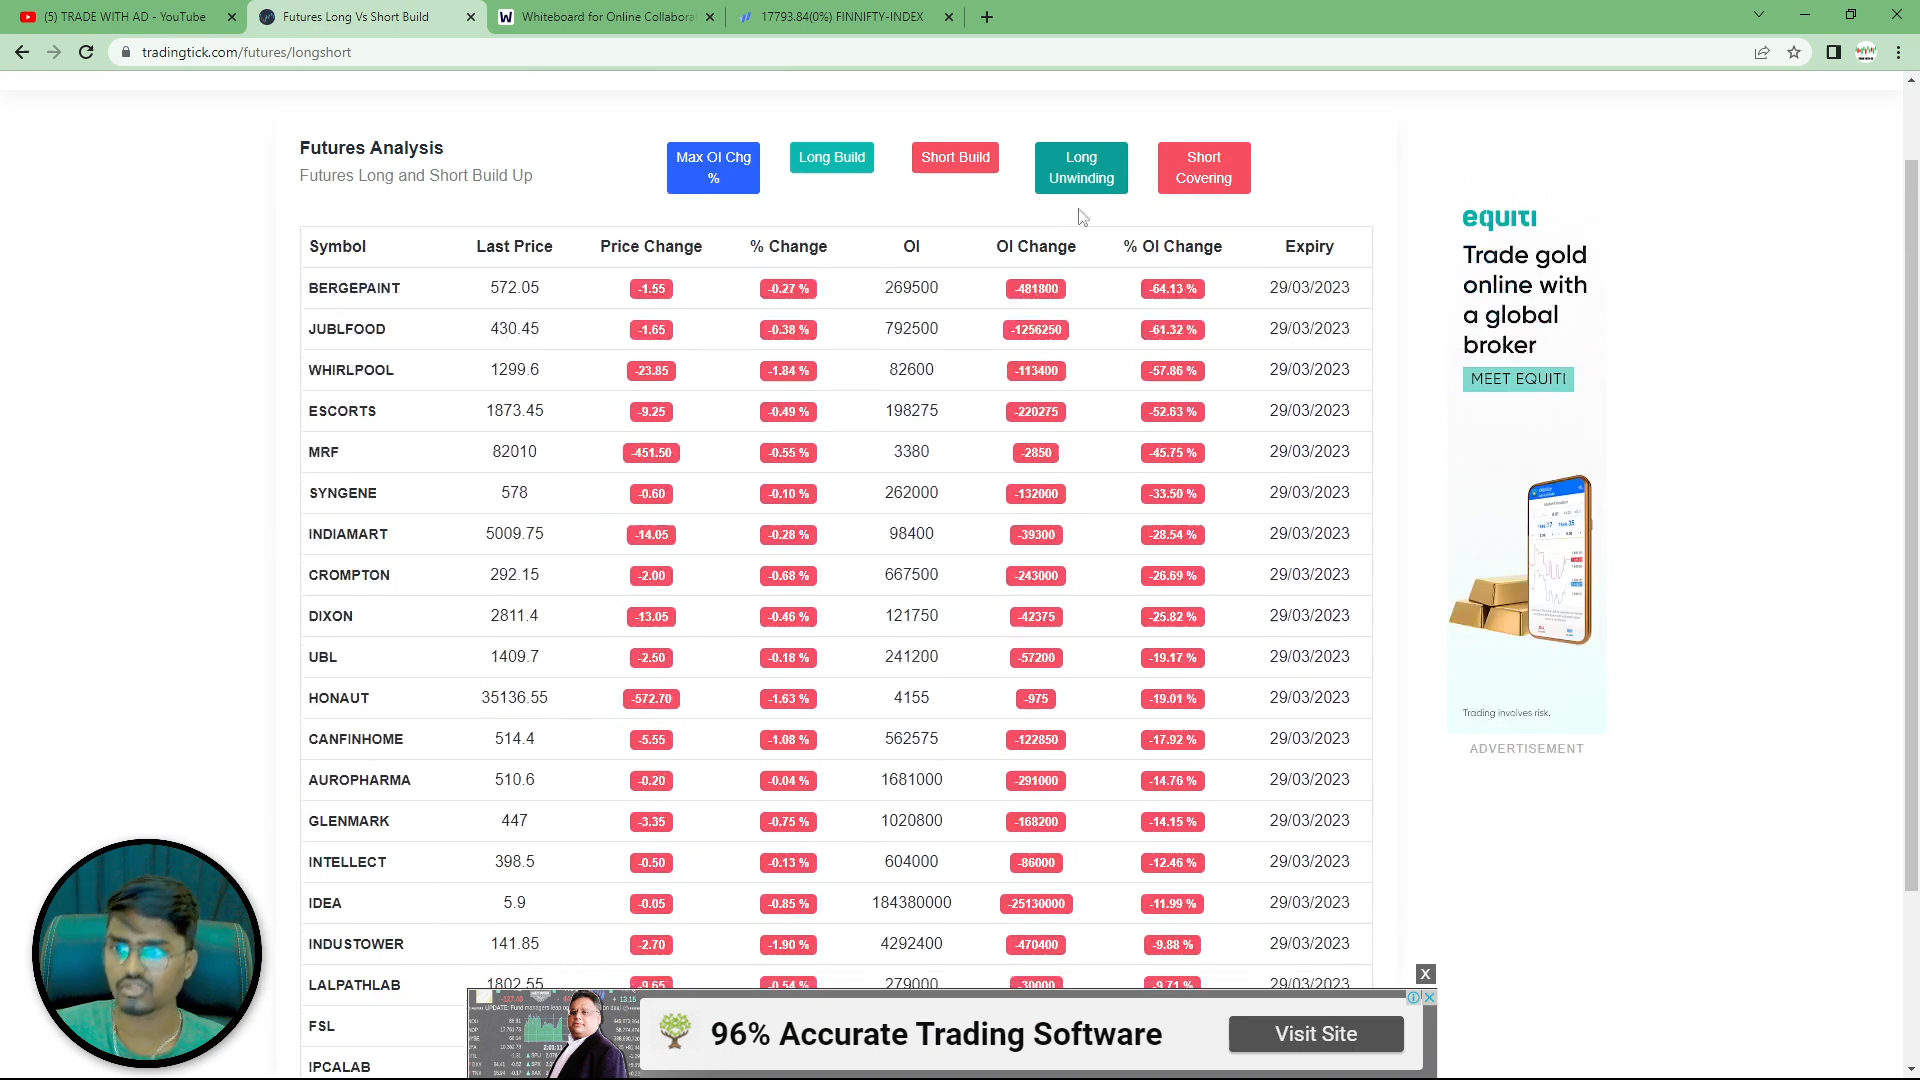 (5) TRADE WITH AD - YouTube
Futures Long Vs Short Build
W Whiteboard for Online Collabora
17793.84(0%) FINNIFTY-INDEX
tradingtick.com/futures/longshort
Futures Analysis
Futures Long and Short Build Up
Max OI Chg
%
Long Build
Short Build
Long
Unwinding
Short
Covering
Symbol Last Price Price Change % Change OI OI Change % OI Change Expiry
BERGEPAINT 572.05 -1.55 -0.27 % 269500 -481800 -64.13 % 29/03/2023
JUBLFOOD 430.45 -1.65 -0.38 % 792500 -1256250 -61.32 % 29/03/2023
WHIRLPOOL 1299.6 -23.85 -1.84 % 82600 -113400 -57.86 % 29/03/2023
ESCORTS 1873.45 -9.25 -0.49 % 198275 -220275 -52.63 % 29/03/2023
MRF 82010 -451.50 -0.55 % 3380 -2850 -45.75 % 29/03/2023
SYNGENE 578 -0.60 -0.10 % 262000 -132000 -33.50 % 29/03/2023
INDIAMART 5009.75 -14.05 -0.28 % 98400 -39300 -28.54 % 29/03/2023
CROMPTON 292.15 -2.00 -0.68 % 667500 -243000 -26.69 % 29/03/2023
DIXON 2811.4 -13.05 -0.46 % 121750 -42375 -25.82 % 29/03/2023
UBL 1409.7 -2.50 -0.18 % 241200 -57200 -19.17 % 29/03/2023
HONAUT 35136.55 -572.70 -1.63 % 4155 -975 -19.01 % 29/03/2023
CANFINHOME 514.4 -5.55 -1.08 % 562575 -122850 -17.92 % 29/03/2023
AUROPHARMA 510.6 -0.20 -0.04 % 1681000 -291000 -14.76 % 29/03/2023
GLENMARK 447 -3.35 -0.75 % 1020800 -168200 -14.15 % 29/03/2023
INTELLECT 398.5 -0.50 -0.13 % 604000 -86000 -12.46 % 29/03/2023
IDEA 5.9 -0.05 -0.85 % 184380000 -25130000 -11.99 % 29/03/2023
INDUSTOWER 141.85 -2.70 -1.90 % 4292400 -470400 -9.88 % 29/03/2023
LALPATHLAB 1802.55 -9.65 -0.54 % 279000 -30000 -9.71 % 29/03/2023
FSL
IPCALAB
equiti
Trade gold
online with
a global
broker
MEET EQUITI
Trading involves risk.
ADVERTISEMENT
X
96% Accurate Trading Software
Visit Site